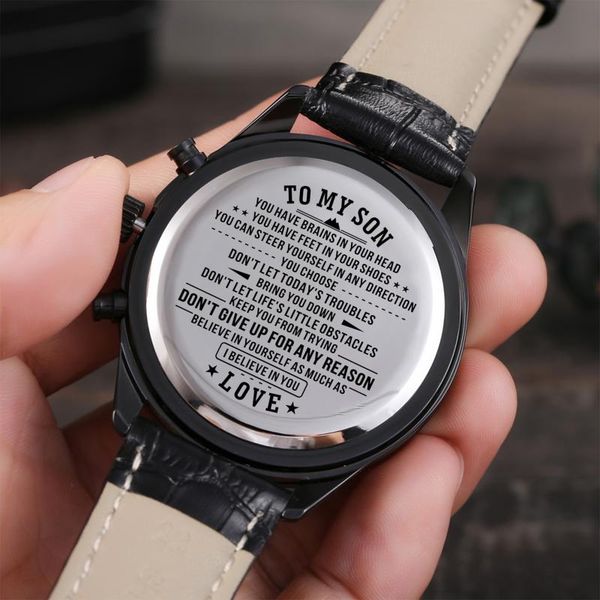 TO MY SON
YOU HAVE BRAINS IN YOUR HEAD
YOU HAVE FEET IN YOUR SHOES
YOU CAN STEER YOURSELF IN ANY DIRECTION
YOU CHOOSE
DON'T LET TODAY'S TROUBLES
BRING YOU DOWN
DON'T LET LIFE'S LITTLE OBSTACLES
KEEP YOU FROM TRYING
DON'T GIVE UP FOR ANY REASON
BELIEVE IN YOURSELF AS MUCH AS
I BELIEVE IN YOU
LOVE